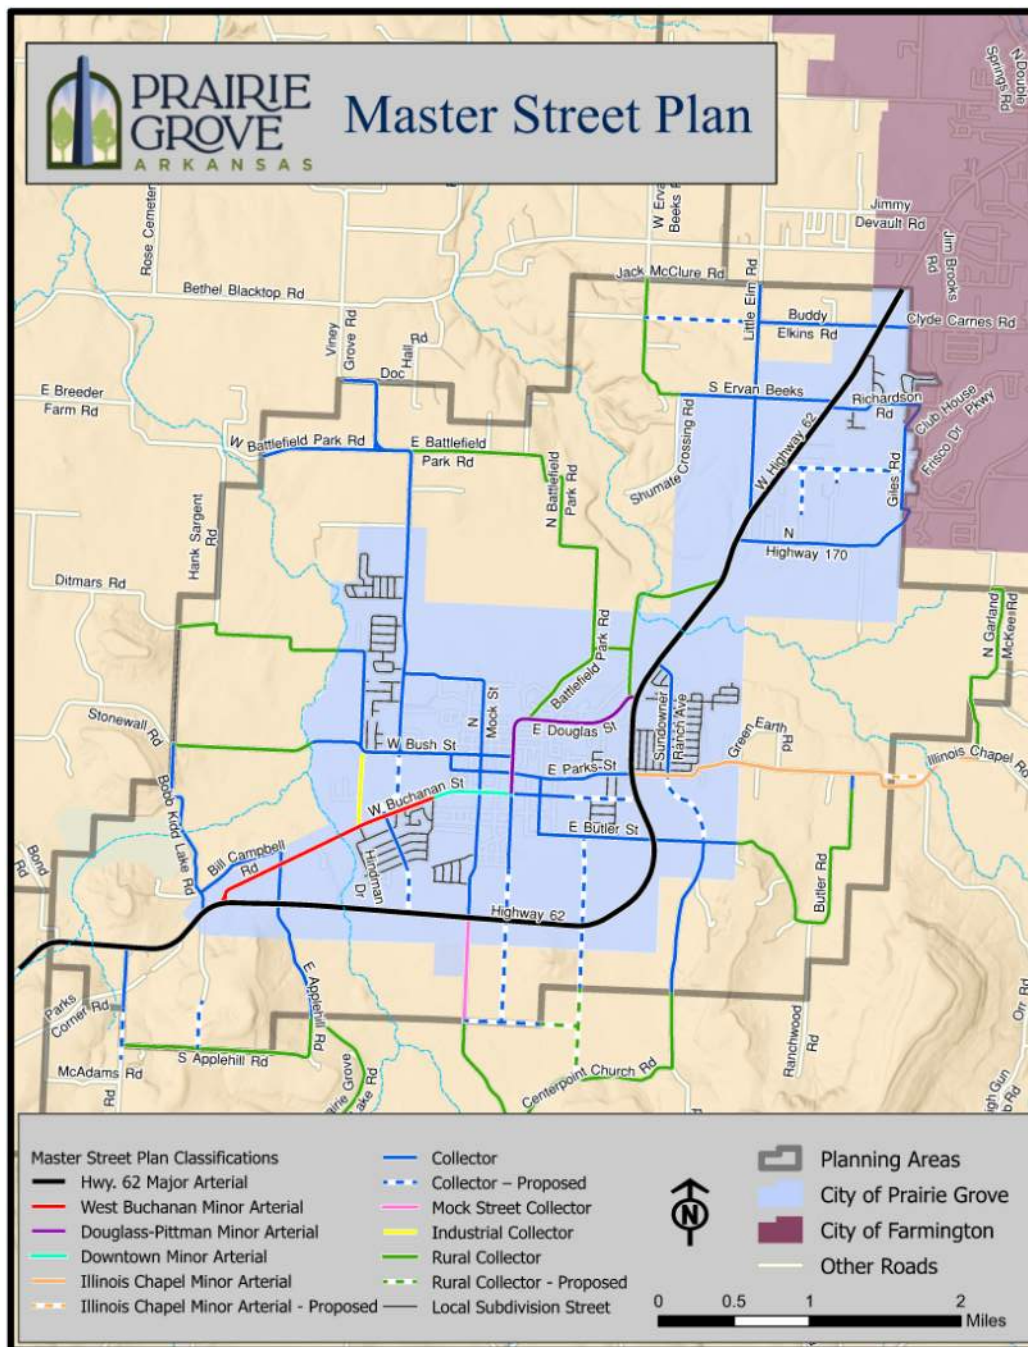 PRAIRIE
GROVE
ARKANSAS
Master Street Plan
N Double
Springs Rd
Rose Cemeter
W Ervan
Beeks
Jimmy
Devault Rd
Jim Brooks
Rd
Jack McClure Rd
Little Elm Rd
Bethel Blacktop Rd
Buddy
Elkins Rd
Clyde Carnes Rd
Viney
Grove Rd
Doc
Hall
Rd
E Breeder
Farm Rd
S Ervan Beeks
Richardson
Rd
Club House
Pkwy
Frisco Dr
W Battlefield Park Rd
E Battlefield
Park Rd
N Battlefield
Park Rd
Shumate
Crossing Rd
W Highway 62
Giles Rd
Hank Sargent
Rd
N
Highway 170
Ditmars Rd
N Garland
McKee Rd
Battlefield Park Rd
Stonewall Rd
N
Mock St
E Douglas St
Sundowner
Ranch Ave
Green Earth
Rd
W Bush St
E Parks St
Illinois Chapel Rd
Bobb Kidd Lake Rd
W Buchanan St
E Butler St
Bond
Rd
Bill Campbell
Rd
Hindman
Dr
Butler Rd
Highway 62
E Applehill Rd
Parks
Corner Rd
Orr Rd
S Applehill Rd
McAdams Rd
Rd
Prairie Grove
Lake Rd
Centerpoint Church Rd
Ranchwood
Rd
Master Street Plan Classifications
Hwy. 62 Major Arterial
West Buchanan Minor Arterial
Douglass-Pittman Minor Arterial
Downtown Minor Arterial
Illinois Chapel Minor Arterial
Illinois Chapel Minor Arterial - Proposed
Collector
Collector – Proposed
Mock Street Collector
Industrial Collector
Rural Collector
Rural Collector - Proposed
Local Subdivision Street
N
Planning Areas
City of Prairie Grove
City of Farmington
Other Roads
0 0.5 1 2
Miles